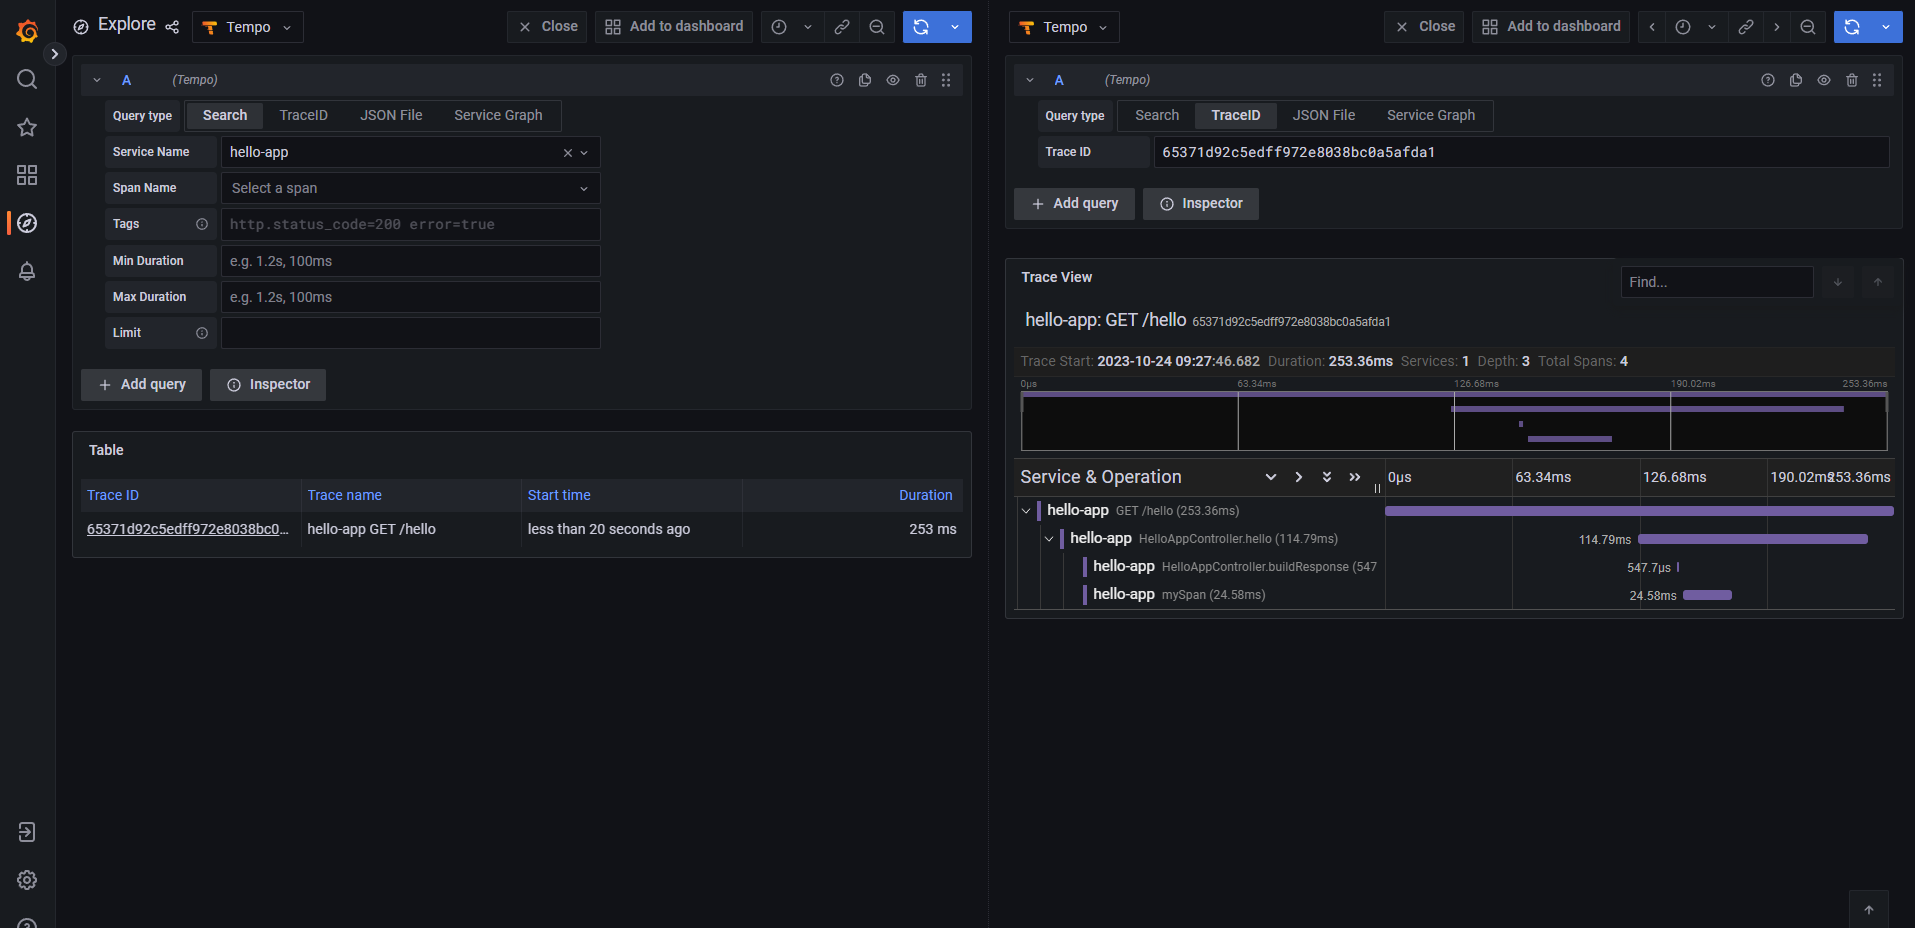 Explore
Tempo
Close
Add to dashboard
A
(Tempo)
Query type
Search
TraceID
JSON File
Service Graph
Service Name
hello-app
Span Name
Select a span
Tags
http.status_code=200 error=true
Min Duration
e.g. 1.2s, 100ms
Max Duration
e.g. 1.2s, 100ms
Limit
Add query
Inspector
Table
Trace ID
Trace name
Start time
Duration
65371d92c5edff972e8038bc0...
hello-app GET /hello
less than 20 seconds ago
253 ms
Tempo
Close
Add to dashboard
A
(Tempo)
Query type
Search
TraceID
JSON File
Service Graph
Trace ID
65371d92c5edff972e8038bc0a5afda1
Add query
Inspector
Trace View
Find...
hello-app: GET /hello 65371d92c5edff972e8038bc0a5afda1
Trace Start: 2023-10-24 09:27:46.682 Duration: 253.36ms Services: 1 Depth: 3 Total Spans: 4
0μs
63.34ms
126.68ms
190.02ms
253.36ms
Service & Operation
0μs
63.34ms
126.68ms
190.02ms
253.36ms
hello-app GET /hello (253.36ms)
hello-app HelloAppController.hello (114.79ms)
114.79ms
hello-app HelloAppController.buildResponse (547
547.7μs
hello-app mySpan (24.58ms)
24.58ms